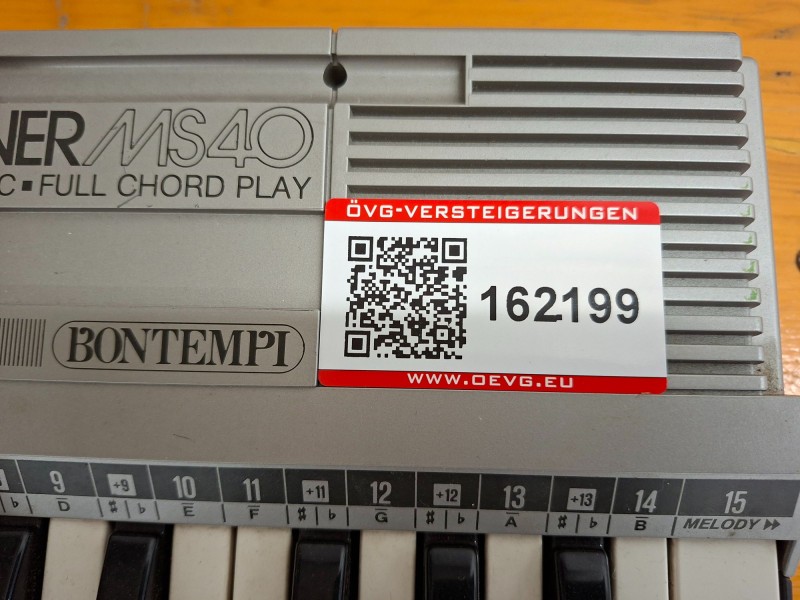 NER MS40
C ▪ FULL CHORD PLAY
ÖVG-VERSTEIGERUNGEN
162199
WWW.OEVG.EU
BONTEMPI
9 +9 10 11 +11 12 +12 13 +13 14 15
♭ D ♯ ♭ E F ♯ ♭ G ♯ ♭ A ♯ ♭ B MELODY